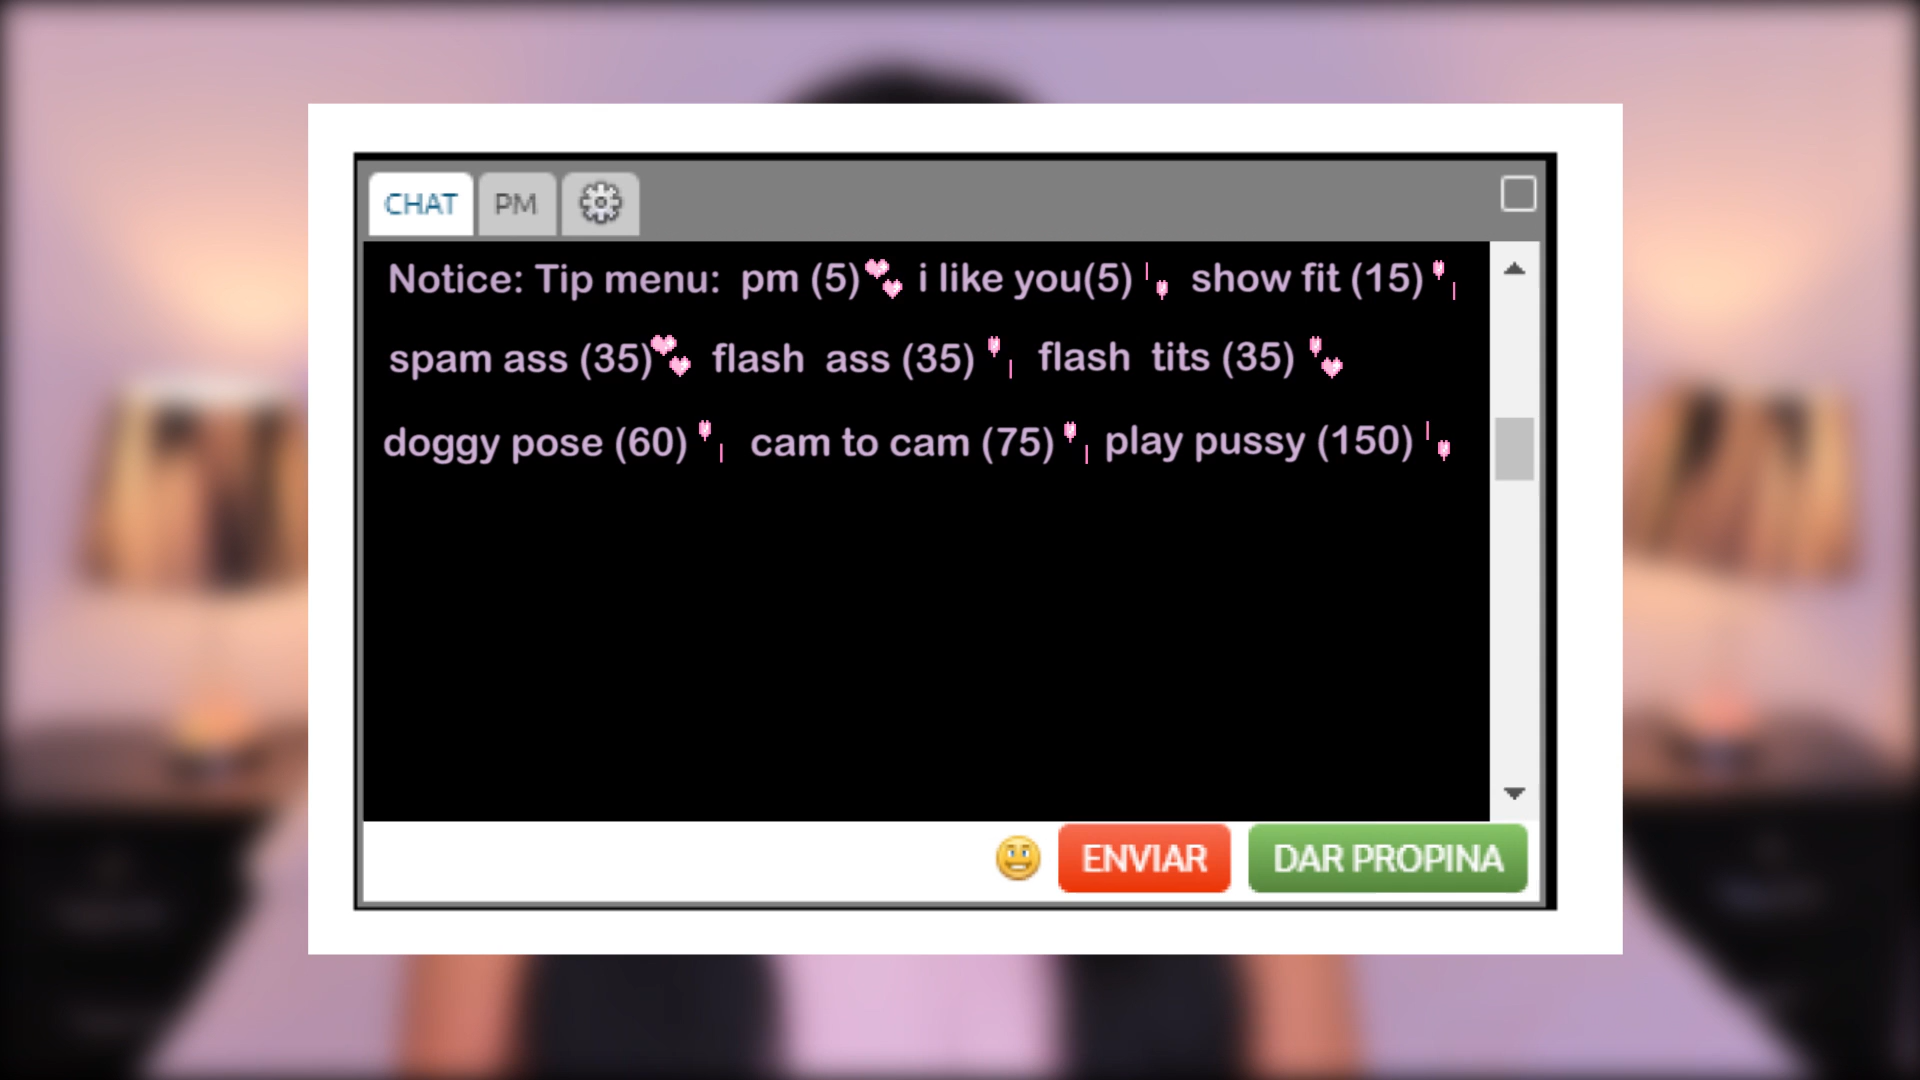 CHAT PM
Notice: Tip menu: pm (5) i like you(5) show fit (15)
spam ass (35) flash ass (35) flash tits (35)
doggy pose (60) cam to cam (75) play pussy (150)
ENVIAR DAR PROPINA